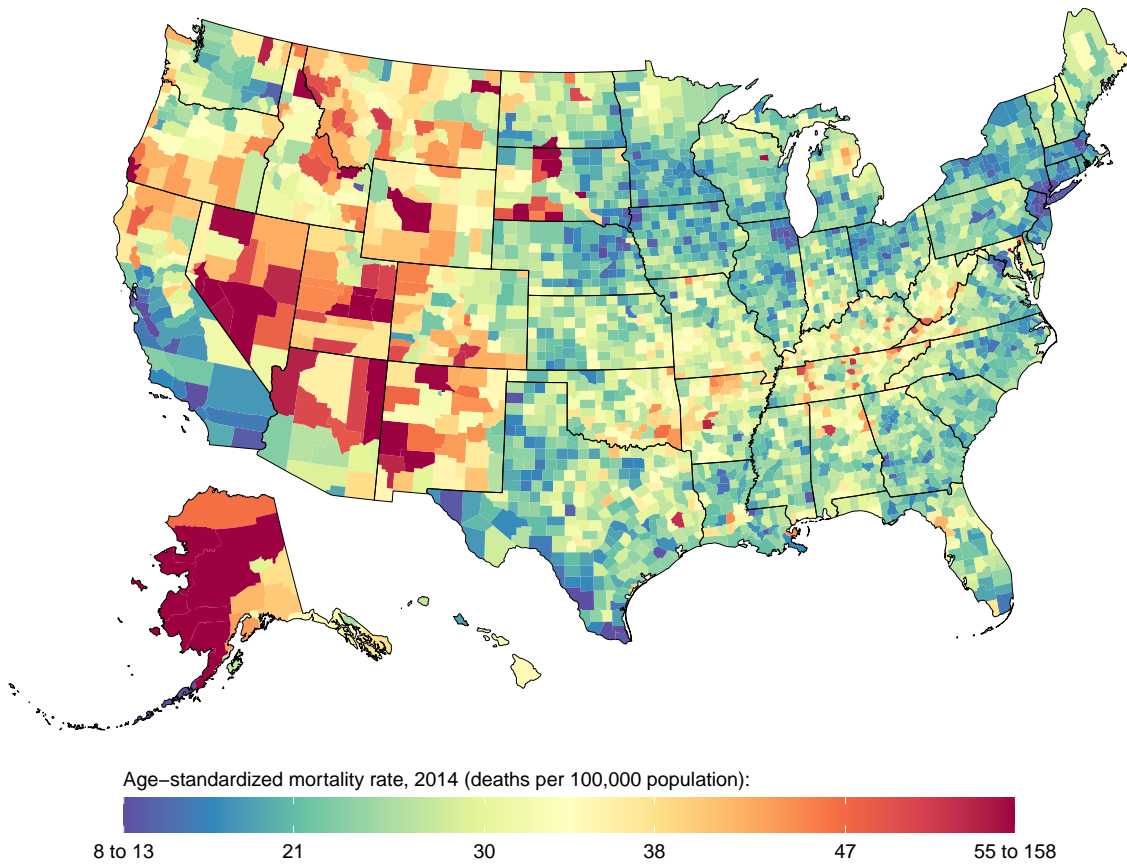 Age−standardized mortality rate, 2014 (deaths per 100,000 population):
8 to 13 21 30 38 47 55 to 158